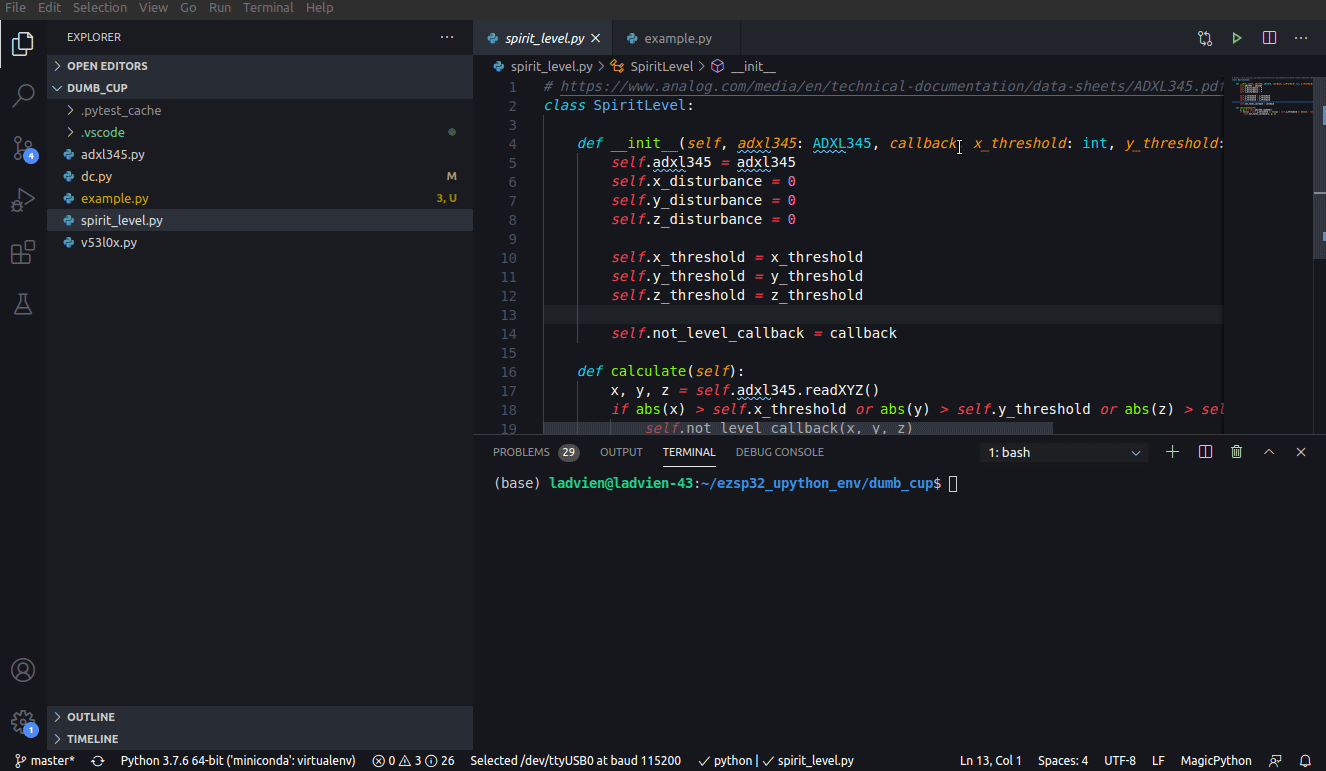 File Edit Selection View Go Run Terminal Help
EXPLORER ···
OPEN EDITORS
DUMB_CUP
.pytest_cache
.vscode
adxl345.py
dc.py M
example.py 3, U
spirit_level.py
v53l0x.py
OUTLINE
TIMELINE
4
1
spirit_level.py × example.py
spirit_level.py > SpiritLevel > __init__
1 # https://www.analog.com/media/en/technical-documentation/data-sheets/ADXL345.pdf
2 class SpiritLevel:
3
4 def __init__(self, adxl345: ADXL345, callback, x_threshold: int, y_threshold:
5 self.adxl345 = adxl345
6 self.x_disturbance = 0
7 self.y_disturbance = 0
8 self.z_disturbance = 0
9
10 self.x_threshold = x_threshold
11 self.y_threshold = y_threshold
12 self.z_threshold = z_threshold
13
14 self.not_level_callback = callback
15
16 def calculate(self):
17 x, y, z = self.adxl345.readXYZ()
18 if abs(x) > self.x_threshold or abs(y) > self.y_threshold or abs(z) > sel
19 self.not_level_callback(x, y, z)
PROBLEMS 29 OUTPUT TERMINAL DEBUG CONSOLE 1: bash
(base) ladvien@ladvien-43:~/ezsp32_upython_env/dumb_cup$
master* Python 3.7.6 64-bit ('miniconda': virtualenv) 0 3 26 Selected /dev/ttyUSB0 at baud 115200 ✓ python | ✓ spirit_level.py Ln 13, Col 1 Spaces: 4 UTF-8 LF MagicPython